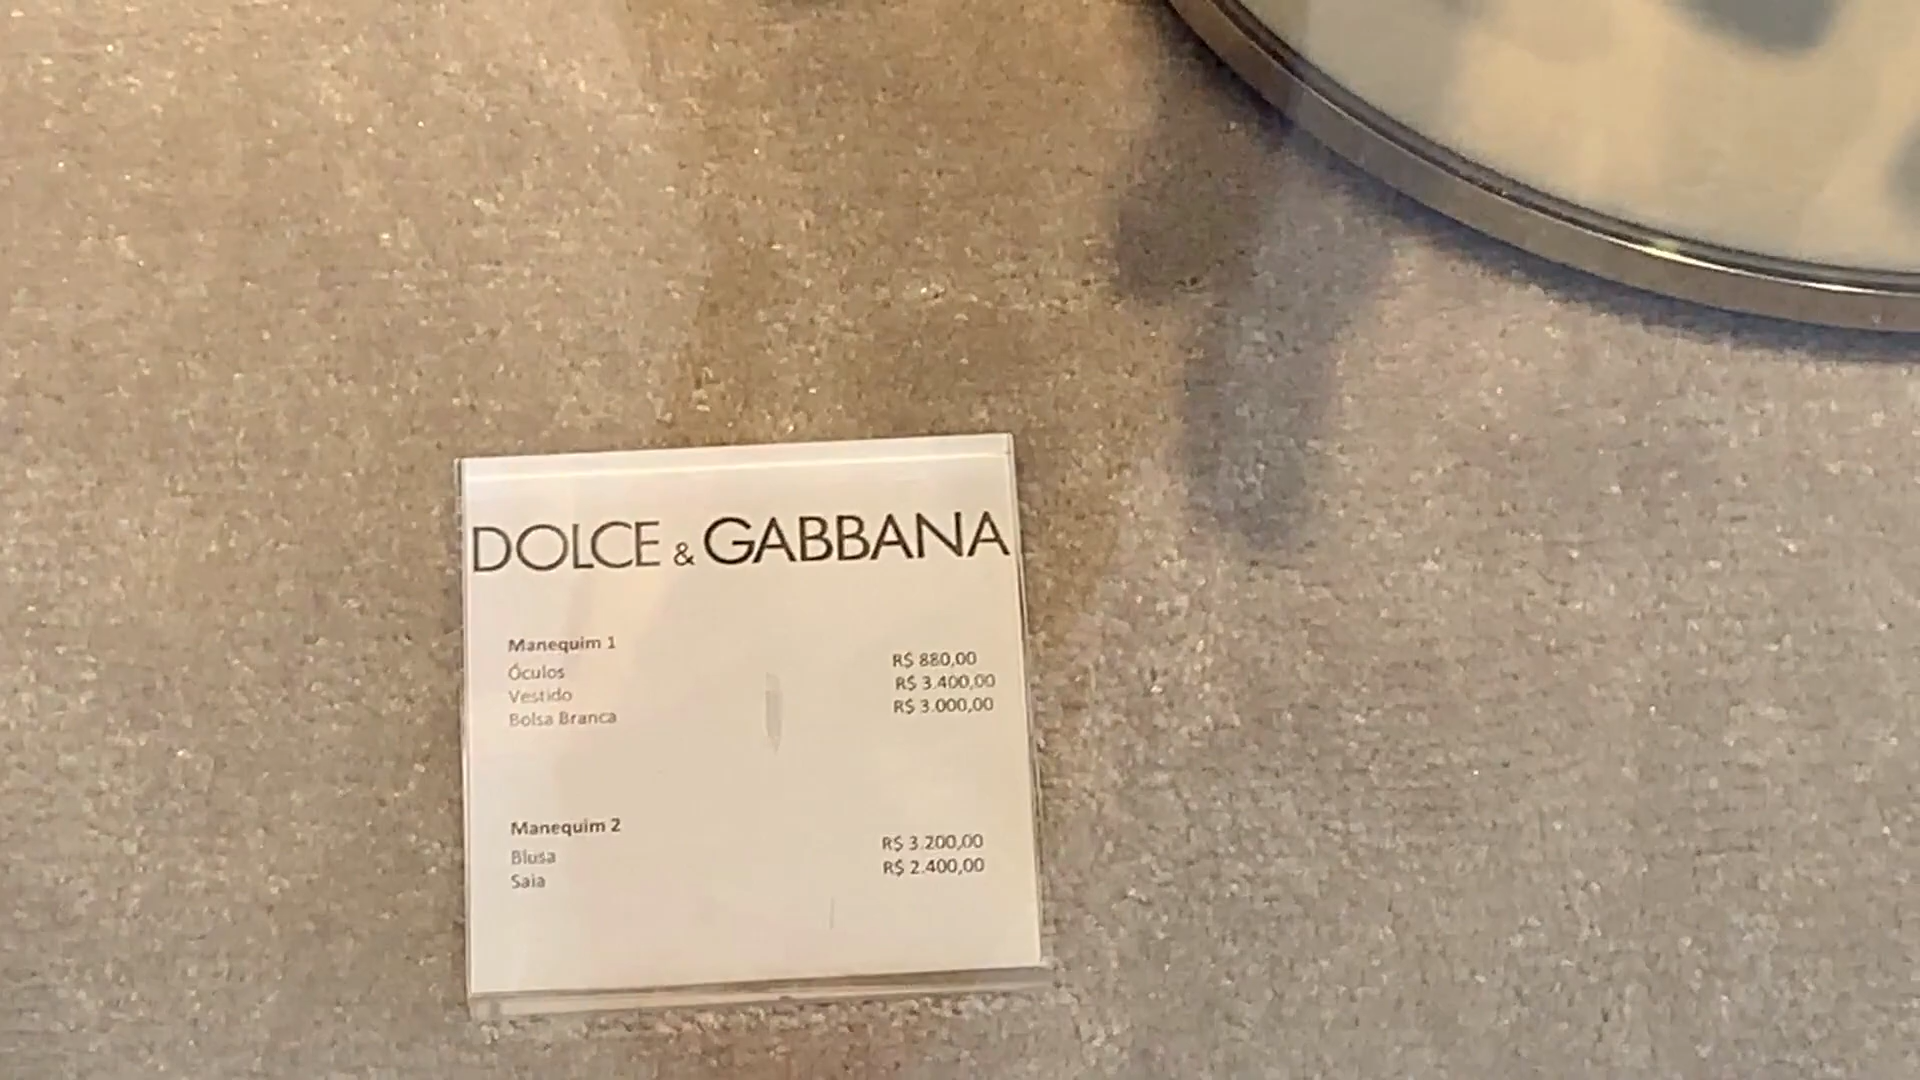 DOLCE & GABBANA
Manequim 1
Óculos R$ 880,00
Vestido R$ 3.400,00
Bolsa Branca R$ 3.000,00
Manequim 2
Blusa R$ 3.200,00
Saia R$ 2.400,00